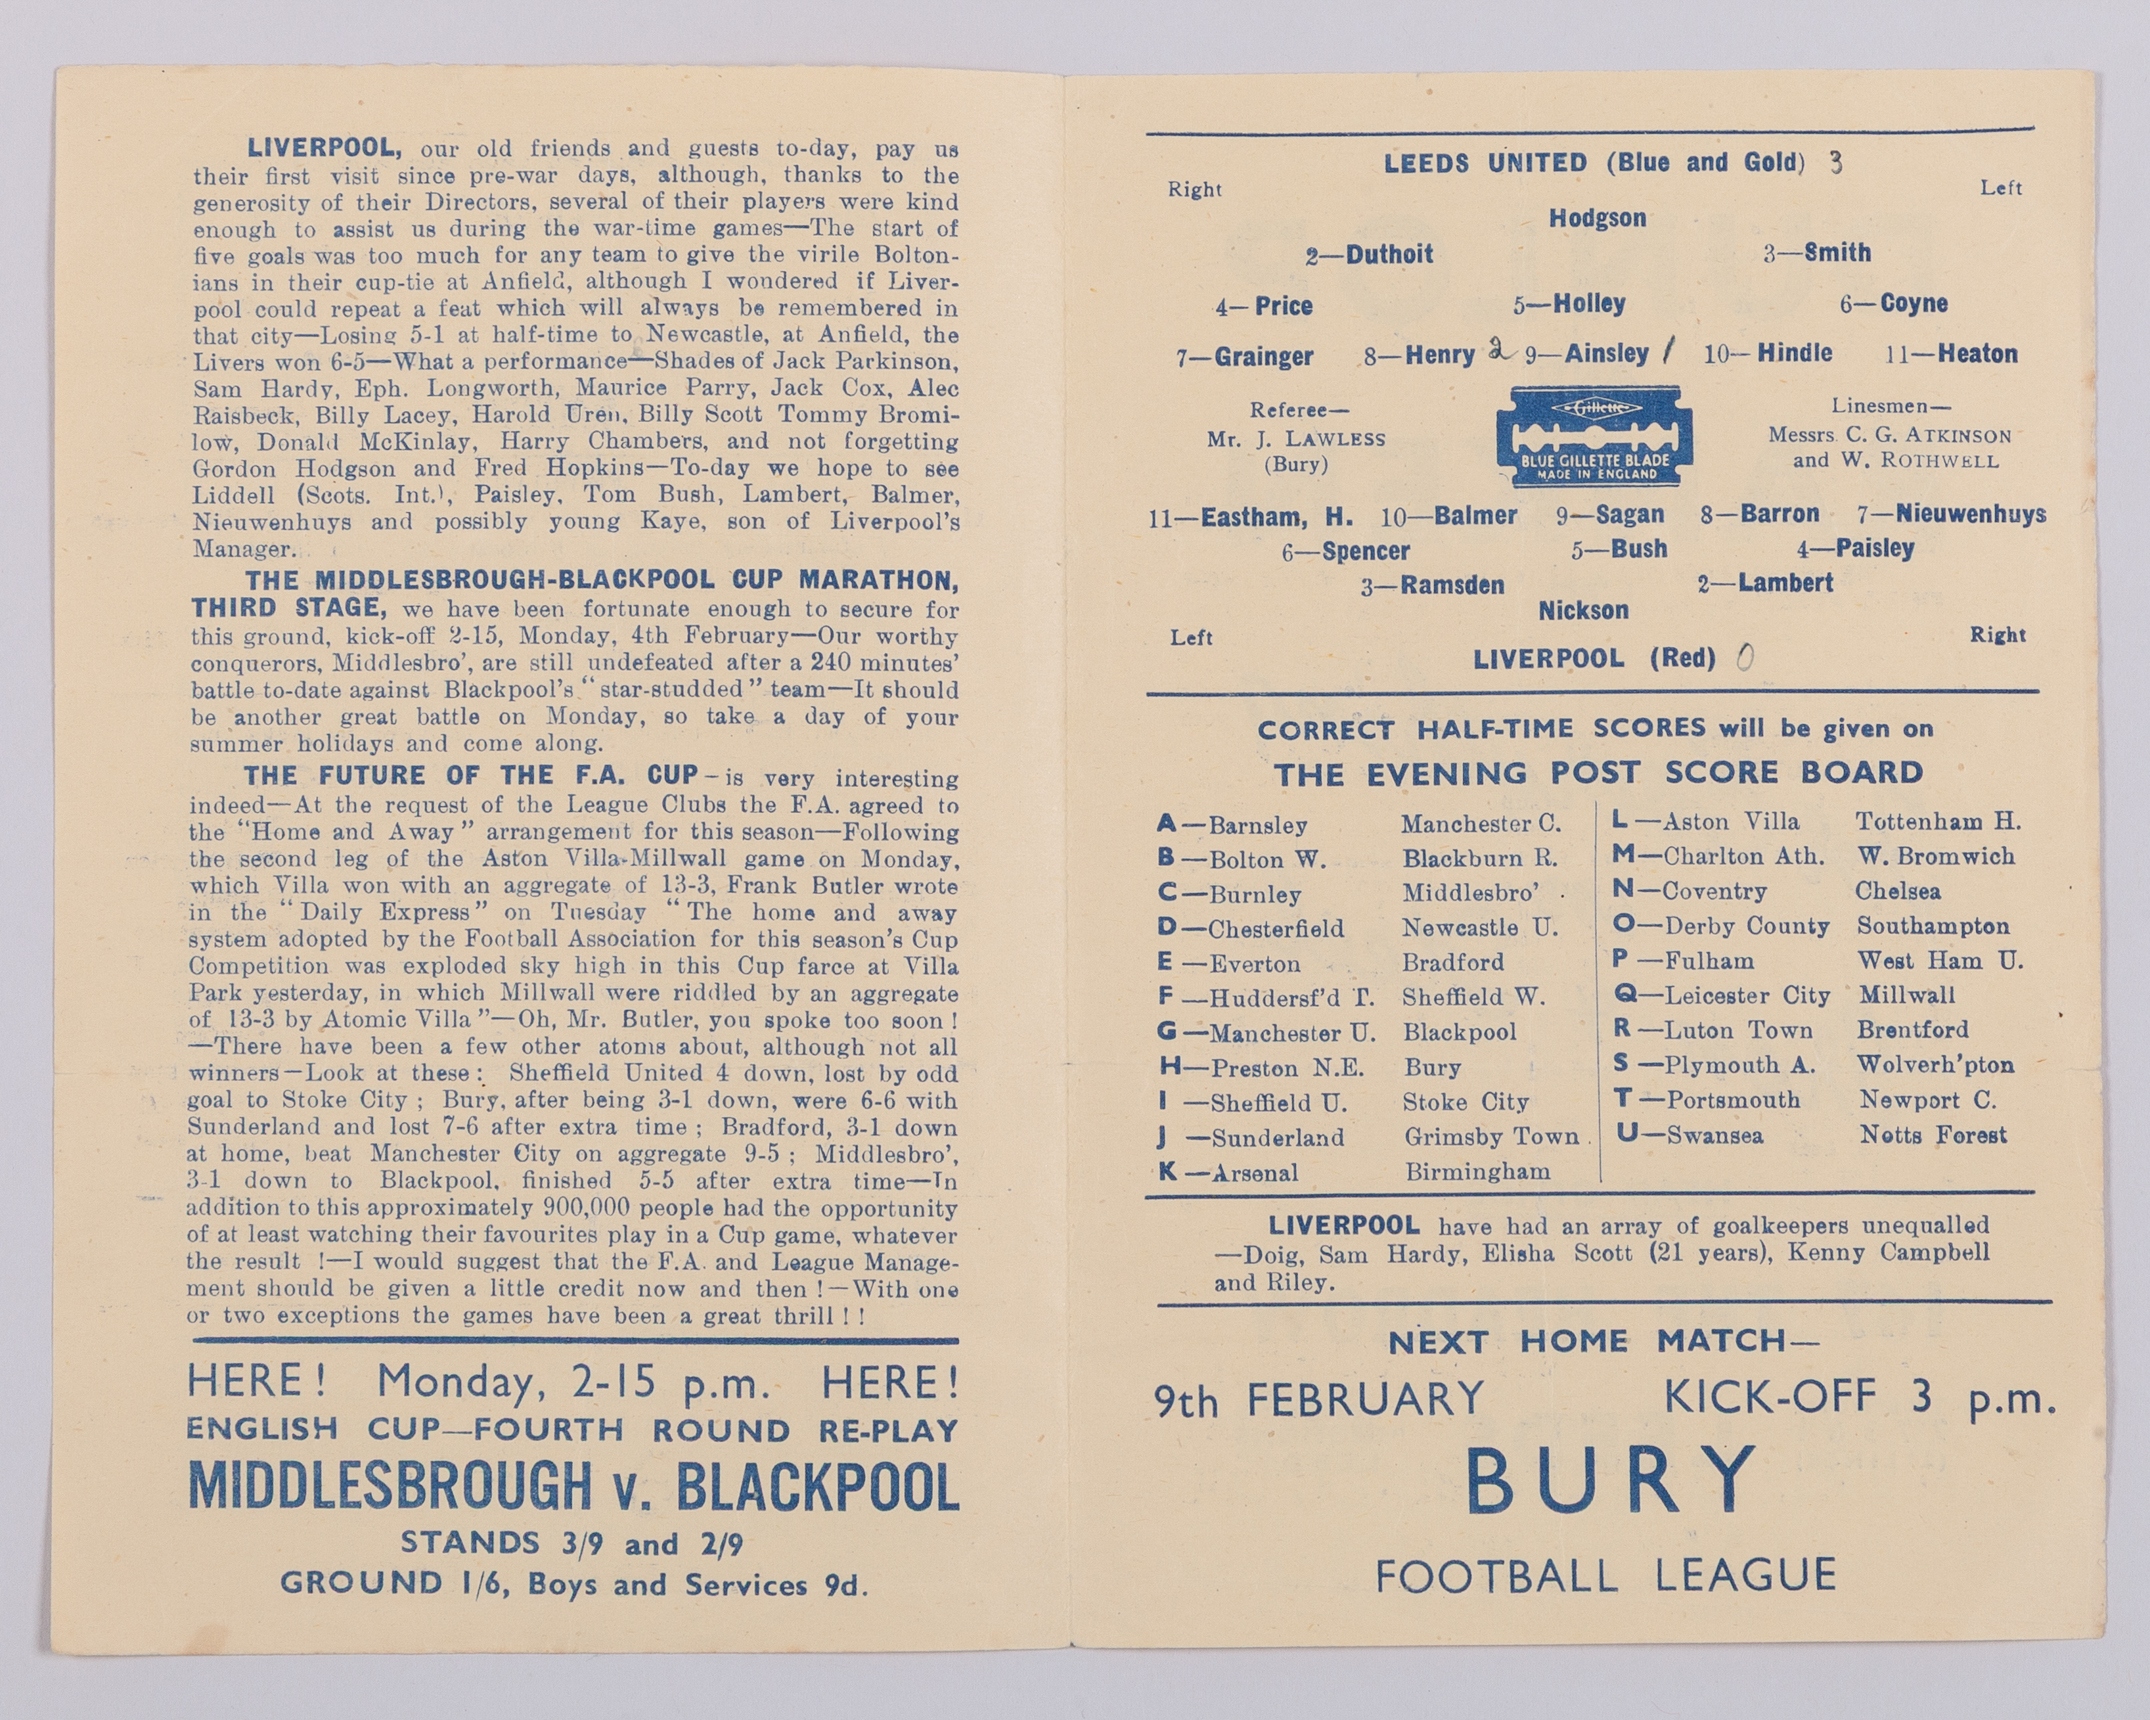 LIVERPOOL, our old friends and guests to-day, pay us
their first visit since pre-war days, although, thanks to the
generosity of their Directors, several of their players were kind
enough to assist us during the war-time games—The start of
five goals was too much for any team to give the virile Bolton-
ians in their cup-tie at Anfield, although I wondered if Liver-
pool could repeat a feat which will always be remembered in
that city—Losing 5-1 at half-time to Newcastle, at Anfield, the
Livers won 6-5—What a performance—Shades of Jack Parkinson,
Sam Hardy, Eph. Longworth, Maurice Parry, Jack Cox, Alec
Raisbeck, Billy Lacey, Harold Uren, Billy Scott Tommy Bromi-
low, Donald McKinlay, Harry Chambers, and not forgetting
Gordon Hodgson and Fred Hopkins—To-day we hope to see
Liddell (Scots. Int.), Paisley, Tom Bush, Lambert, Balmer,
Nieuwenhuys and possibly young Kaye, son of Liverpool's
Manager.
THE MIDDLESBROUGH-BLACKPOOL CUP MARATHON,
THIRD STAGE, we have been fortunate enough to secure for
this ground, kick-off 2-15, Monday, 4th February—Our worthy
conquerors, Middlesbro', are still undefeated after a 240 minutes'
battle to-date against Blackpool's "star-studded" team—It should
be another great battle on Monday, so take a day of your
summer holidays and come along.
THE FUTURE OF THE F.A. CUP - is very interesting
indeed—At the request of the League Clubs the F.A. agreed to
the "Home and Away" arrangement for this season—Following
the second leg of the Aston Villa-Millwall game on Monday,
which Villa won with an aggregate of 13-3, Frank Butler wrote
in the "Daily Express" on Tuesday "The home and away
system adopted by the Football Association for this season's Cup
Competition was exploded sky high in this Cup farce at Villa
Park yesterday, in which Millwall were riddled by an aggregate
of 13-3 by Atomic Villa"—Oh, Mr. Butler, you spoke too soon !
—There have been a few other atoms about, although not all
winners—Look at these: Sheffield United 4 down, lost by odd
goal to Stoke City ; Bury, after being 3-1 down, were 6-6 with
Sunderland and lost 7-6 after extra time ; Bradford, 3-1 down
at home, beat Manchester City on aggregate 9-5 ; Middlesbro',
3-1 down to Blackpool, finished 5-5 after extra time—In
addition to this approximately 900,000 people had the opportunity
of at least watching their favourites play in a Cup game, whatever
the result !—I would suggest that the F.A. and League Manage-
ment should be given a little credit now and then !—With one
or two exceptions the games have been a great thrill ! !
HERE! Monday, 2-15 p.m. HERE!
ENGLISH CUP—FOURTH ROUND RE-PLAY
MIDDLESBROUGH v. BLACKPOOL
STANDS 3/9 and 2/9
GROUND 1/6, Boys and Services 9d.
LEEDS UNITED (Blue and Gold) 3
Right Left
Hodgson
2—Duthoit 3—Smith
4—Price 5—Holley 6—Coyne
7—Grainger 8—Henry 2 9—Ainsley / 10—Hindle 11—Heaton
Referee— Gillette Linesmen—
Mr. J. LAWLESS Messrs. C. G. ATKINSON
(Bury) BLUE GILLETTE BLADE and W. ROTHWELL
MADE IN ENGLAND
11—Eastham, H. 10—Balmer 9—Sagan 8—Barron 7—Nieuwenhuys
6—Spencer 5—Bush 4—Paisley
3—Ramsden 2—Lambert
Nickson
Left Right
LIVERPOOL (Red) 0
CORRECT HALF-TIME SCORES will be given on
THE EVENING POST SCORE BOARD
A—Barnsley Manchester C.
B—Bolton W. Blackburn R.
C—Burnley Middlesbro'
D—Chesterfield Newcastle U.
E—Everton Bradford
F—Huddersf'd T. Sheffield W.
G—Manchester U. Blackpool
H—Preston N.E. Bury
I—Sheffield U. Stoke City
J—Sunderland Grimsby Town
K—Arsenal Birmingham
L—Aston Villa Tottenham H.
M—Charlton Ath. W. Bromwich
N—Coventry Chelsea
O—Derby County Southampton
P—Fulham West Ham U.
Q—Leicester City Millwall
R—Luton Town Brentford
S—Plymouth A. Wolverh'pton
T—Portsmouth Newport C.
U—Swansea Notts Forest
LIVERPOOL have had an array of goalkeepers unequalled
—Doig, Sam Hardy, Elisha Scott (21 years), Kenny Campbell
and Riley.
NEXT HOME MATCH—
9th FEBRUARY KICK-OFF 3 p.m.
BURY
FOOTBALL LEAGUE